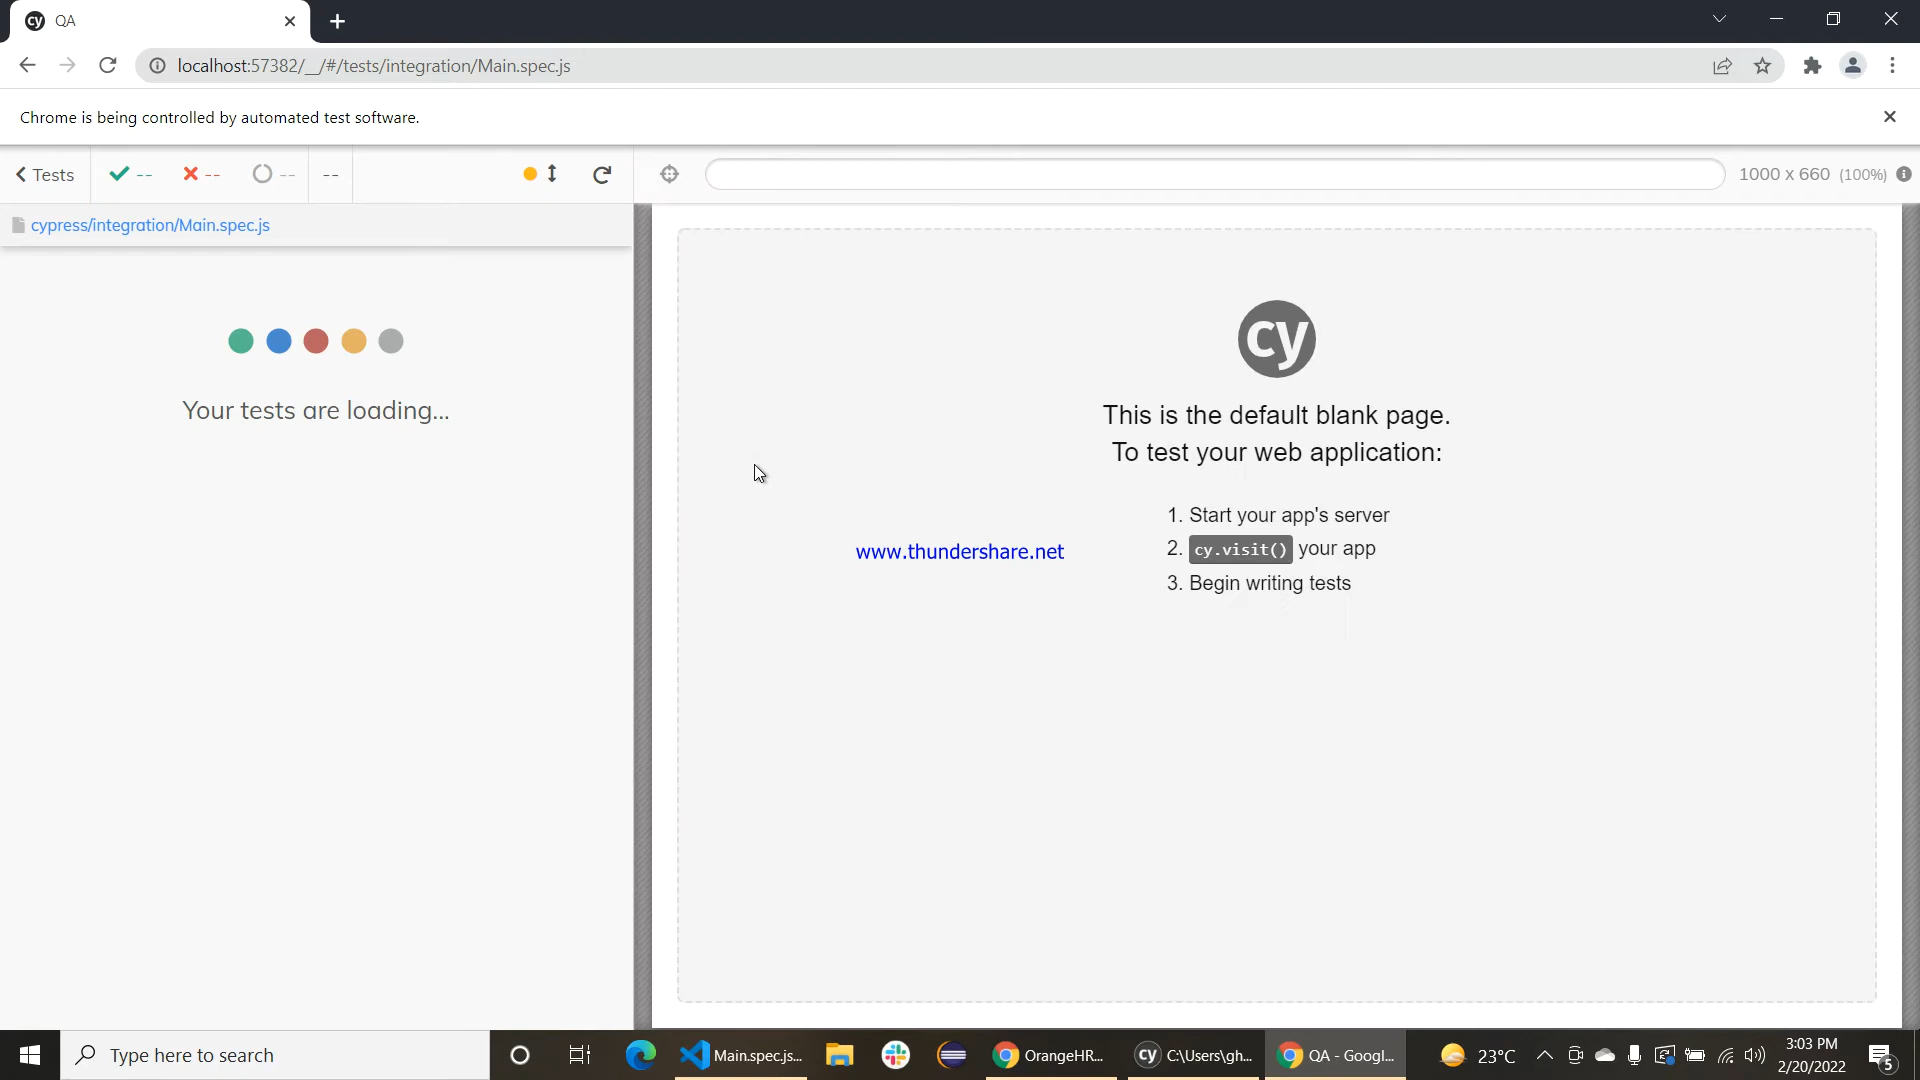 cy QA
localhost:57382/__/#/tests/integration/Main.spec.js
Chrome is being controlled by automated test software.
Tests -- -- -- --
1000 x 660 (100%)
cypress/integration/Main.spec.js
Your tests are loading...
cy
This is the default blank page.
To test your web application:
1. Start your app's server
2. cy.visit() your app
3. Begin writing tests
www.thundershare.net
Type here to search
Main.spec.js...
OrangeHR...
cy C:\Users\gh...
QA - Googl...
23°C
3:03 PM
2/20/2022
5